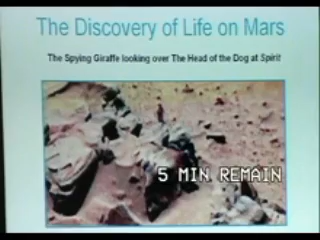 The Discovery of Life on Mars
The Spying Giraffe looking over The Head of the Dog at Spirit
5 MIN REMAIN